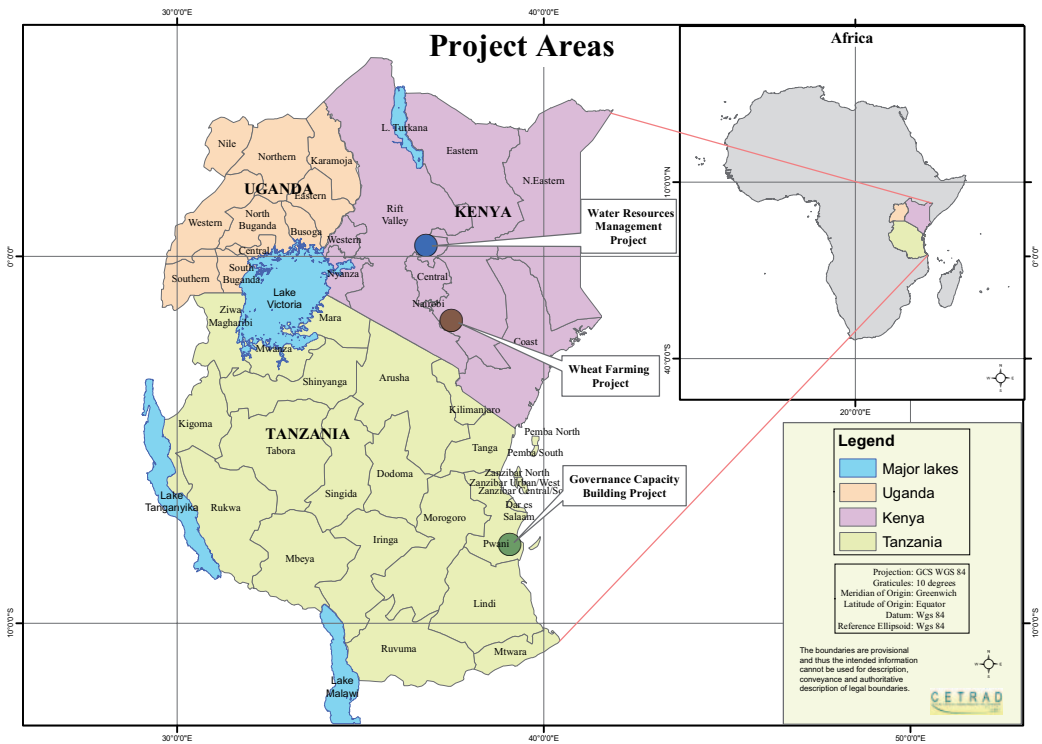 30°0'0"E
40°0'0"E
Project Areas
Africa
L. Turkana
Eastern
N.Eastern
Nile
Northern
Karamoja
UGANDA
Eastern
Western
North
Buganda
Busoga
Central
Southern
South
Buganda
Rift
Valley
KENYA
Western
Nyanza
Central
Nairobi
Coast
Water Resources
Management
Project
Wheat Farming
Project
Governance Capacity
Building Project
Lake
Victoria
Ziwa
Magharibi
Mara
Mwanza
Shinyanga
Arusha
Kilimanjaro
Kigoma
TANZANIA
Tabora
Tanga
Pemba North
Pemba South
Zanzibar North
Zanzibar Urban/West
Zanzibar Central/So
Dar es
Salaam
Dodoma
Singida
Lake
Tanganyika
Rukwa
Morogoro
Pwani
Iringa
Mbeya
Lindi
Ruvuma
Mtwara
Lake
Malawi
0°0'0"
10°0'0"S
10°0'0"N
0°0'0"
40°0'0"S
20°0'0"E
N
W E
S
Legend
Major lakes
Uganda
Kenya
Tanzania
Projection: GCS WGS 84
Graticules: 10 degrees
Meridian of Origin: Greenwich
Latitude of Origin: Equator
Datum: Wgs 84
Reference Ellipsoid: Wgs 84
The boundaries are provisional
and thus the intended information
cannot be used for description,
conveyance and authoritative
description of legal boundaries.
N
W E
S
CETRAD
10°0'0"S
30°0'0"E
40°0'0"E
50°0'0"E